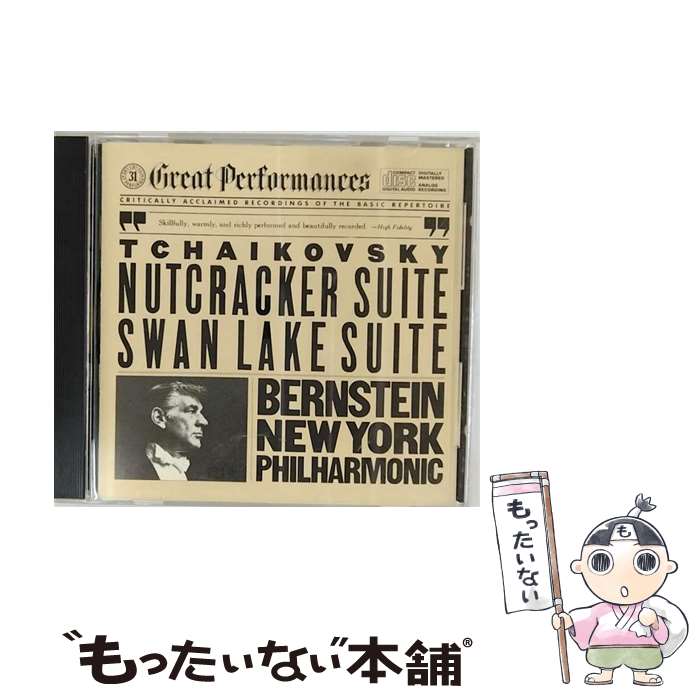 31 Great Performances
COMPACT disc DIGITAL AUDIO
DIGITALLY MASTERED
ANALOG RECORDING
CRITICALLY ACCLAIMED RECORDINGS OF THE BASIC REPERTOIRE
" Skillfully, warmly, and richly performed and beautifully recorded. —High Fidelity "
TCHAIKOVSKY
NUTCRACKER SUITE
SWAN LAKE SUITE
BERNSTEIN
NEW YORK
PHILHARMONIC
も
もったいない
"もったいない"本舗®